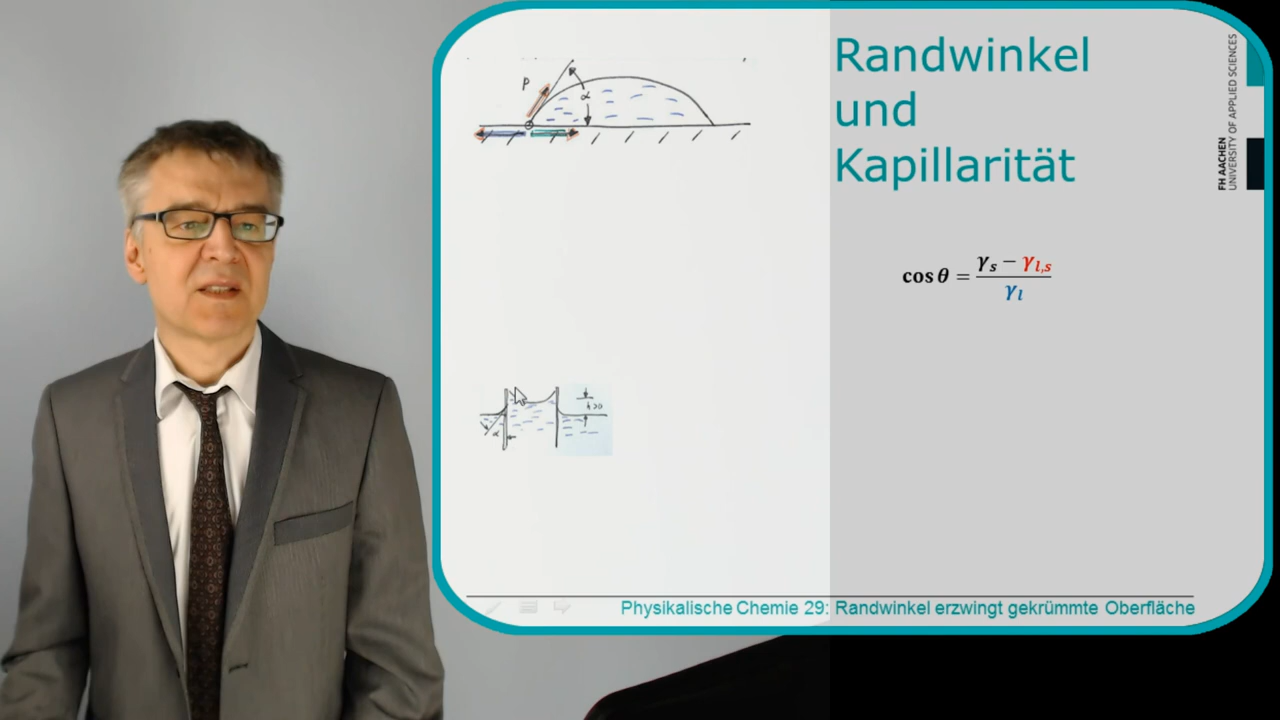 Randwinkel
und
Kapillarität
FH AACHEN
UNIVERSITY OF APPLIED SCIENCES
P
α
cos θ = (γs − γl,s) / γl
h>0
α
Physikalische Chemie 29: Randwinkel erzwingt gekrümmte Oberfläche